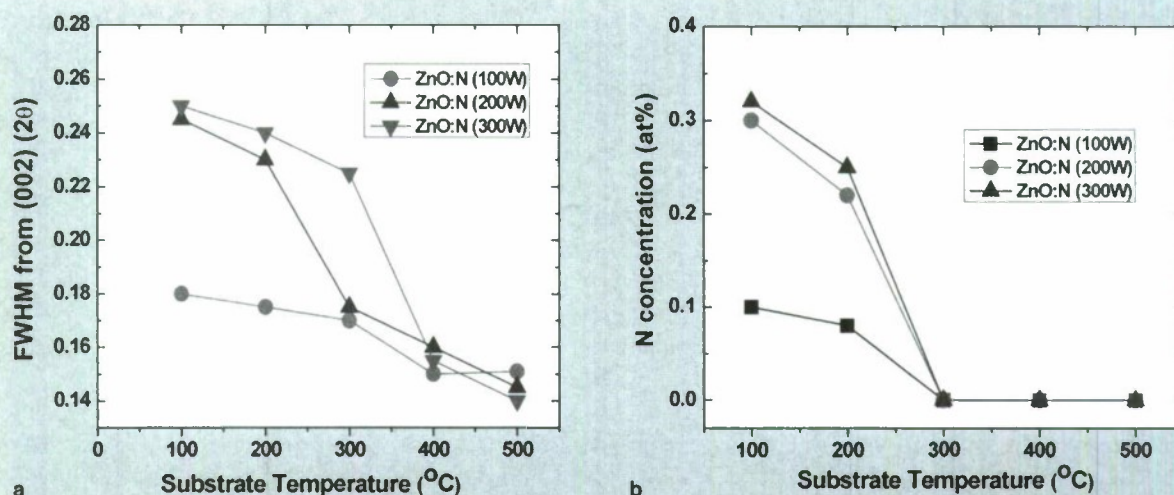 0.28
0.26
0.24
0.22
0.20
0.18
0.16
0.14
FWHM from (002) (2θ)
ZnO:N (100W)
ZnO:N (200W)
ZnO:N (300W)
0 100 200 300 400 500
Substrate Temperature (°C)
a
0.4
0.3
0.2
0.1
0.0
N concentration (at%)
ZnO:N (100W)
ZnO:N (200W)
ZnO:N (300W)
100 200 300 400 500
Substrate Temperature (°C)
b